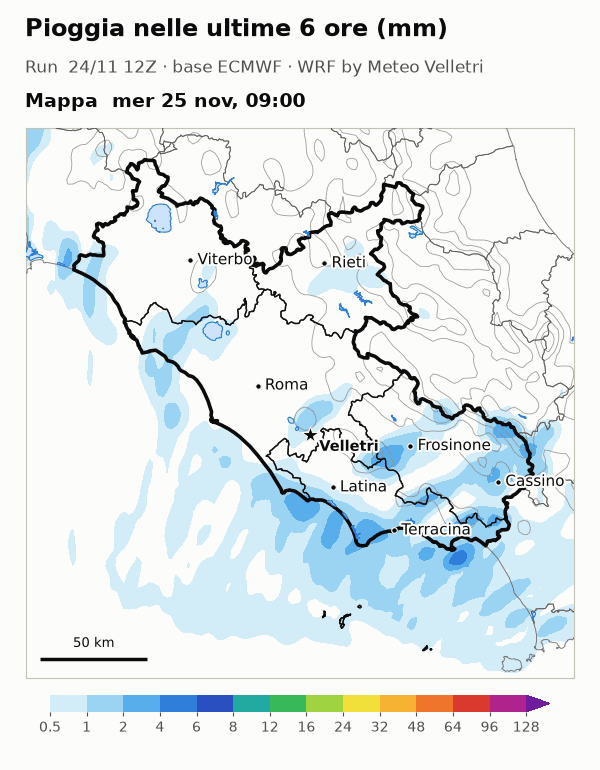 Pioggia nelle ultime 6 ore (mm)
Run  24/11 12Z · base ECMWF · WRF by Meteo Velletri
Mappa  mer 25 nov, 09:00
Viterbo
Rieti
Roma
Velletri
Frosinone
Latina
Cassino
Terracina
50 km
0.5 1 2 4 6 8 12 16 24 32 48 64 96 128